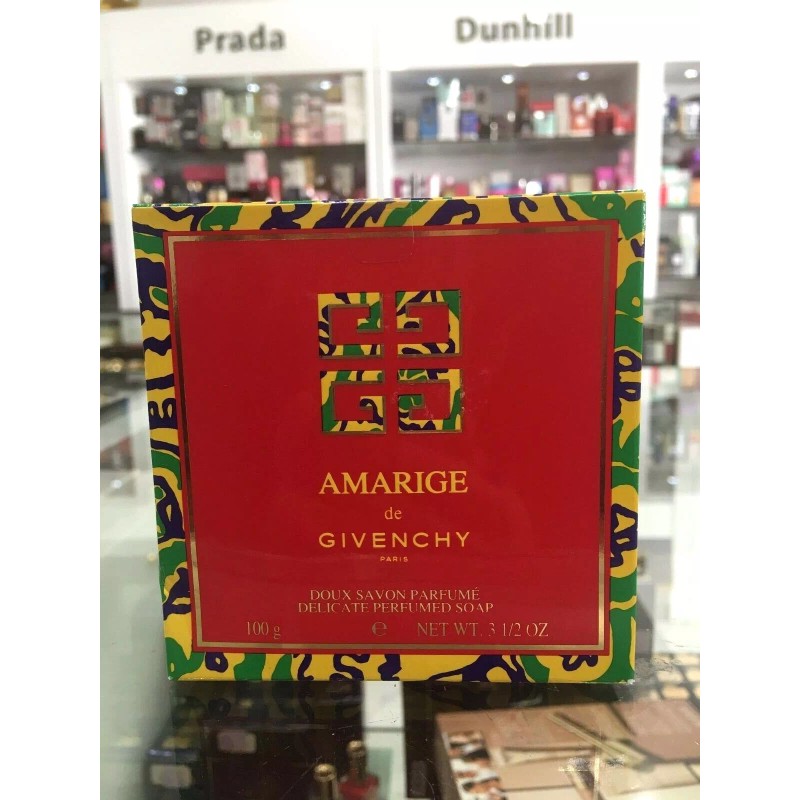 Prada
Dunhill
AMARIGE
de
GIVENCHY
PARIS
DOUX SAVON PARFUMÉ
DELICATE PERFUMED SOAP
100 g e NET WT. 3 1/2 OZ